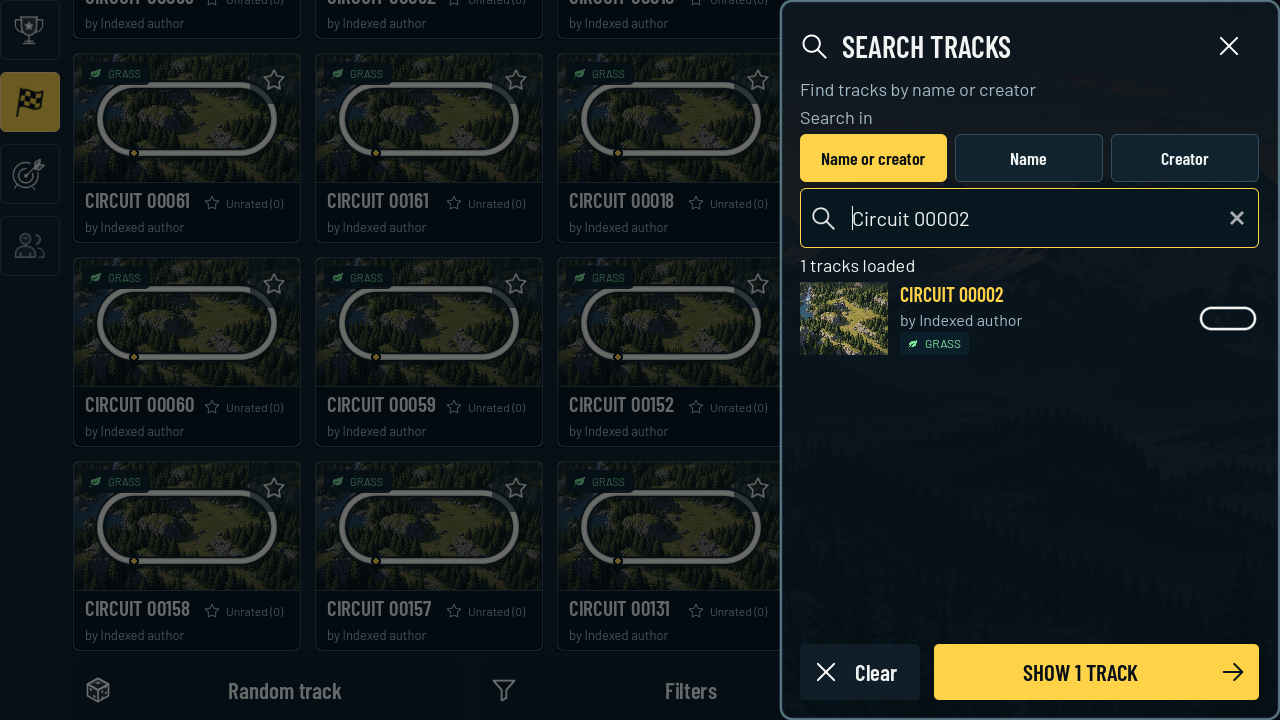 by Indexed author
by Indexed author
by Indexed author
GRASS
GRASS
GRASS
CIRCUIT 00061
Unrated (0)
CIRCUIT 00161
Unrated (0)
CIRCUIT 00018
Unrated (0)
by Indexed author
by Indexed author
by Indexed author
GRASS
GRASS
GRASS
CIRCUIT 00060
Unrated (0)
CIRCUIT 00059
Unrated (0)
CIRCUIT 00152
Unrated (0)
by Indexed author
by Indexed author
by Indexed author
GRASS
GRASS
GRASS
CIRCUIT 00158
Unrated (0)
CIRCUIT 00157
Unrated (0)
CIRCUIT 00131
Unrated (0)
by Indexed author
by Indexed author
by Indexed author
Random track
Filters
SEARCH TRACKS
Find tracks by name or creator
Search in
Name or creator
Name
Creator
Circuit 00002
1 tracks loaded
CIRCUIT 00002
by Indexed author
GRASS
Clear
SHOW 1 TRACK